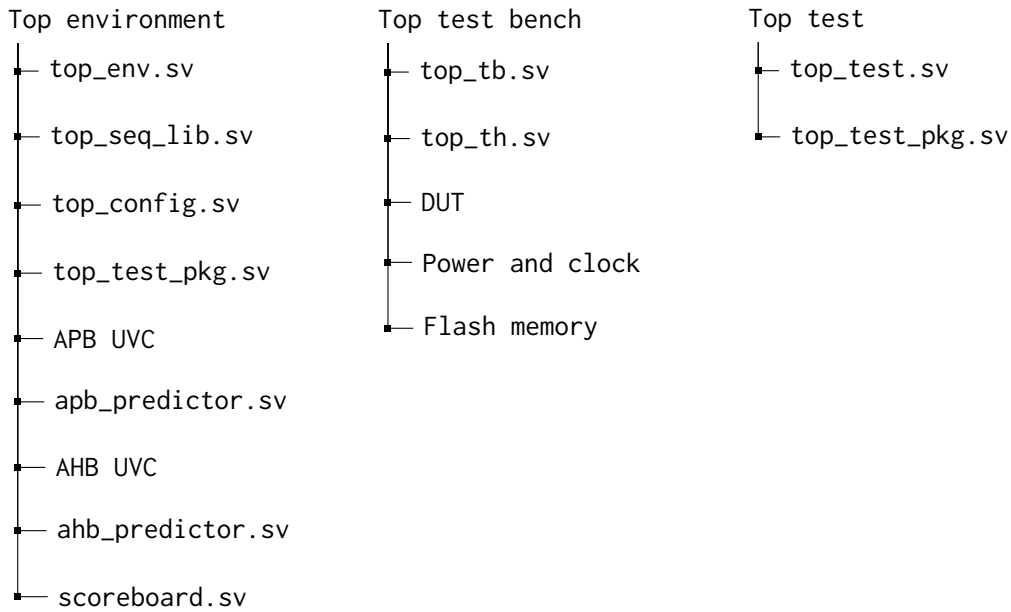 Top environment
top_env.sv
top_seq_lib.sv
top_config.sv
top_test_pkg.sv
APB UVC
apb_predictor.sv
AHB UVC
ahb_predictor.sv
scoreboard.sv
Top test bench
top_tb.sv
top_th.sv
DUT
Power and clock
Flash memory
Top test
top_test.sv
top_test_pkg.sv